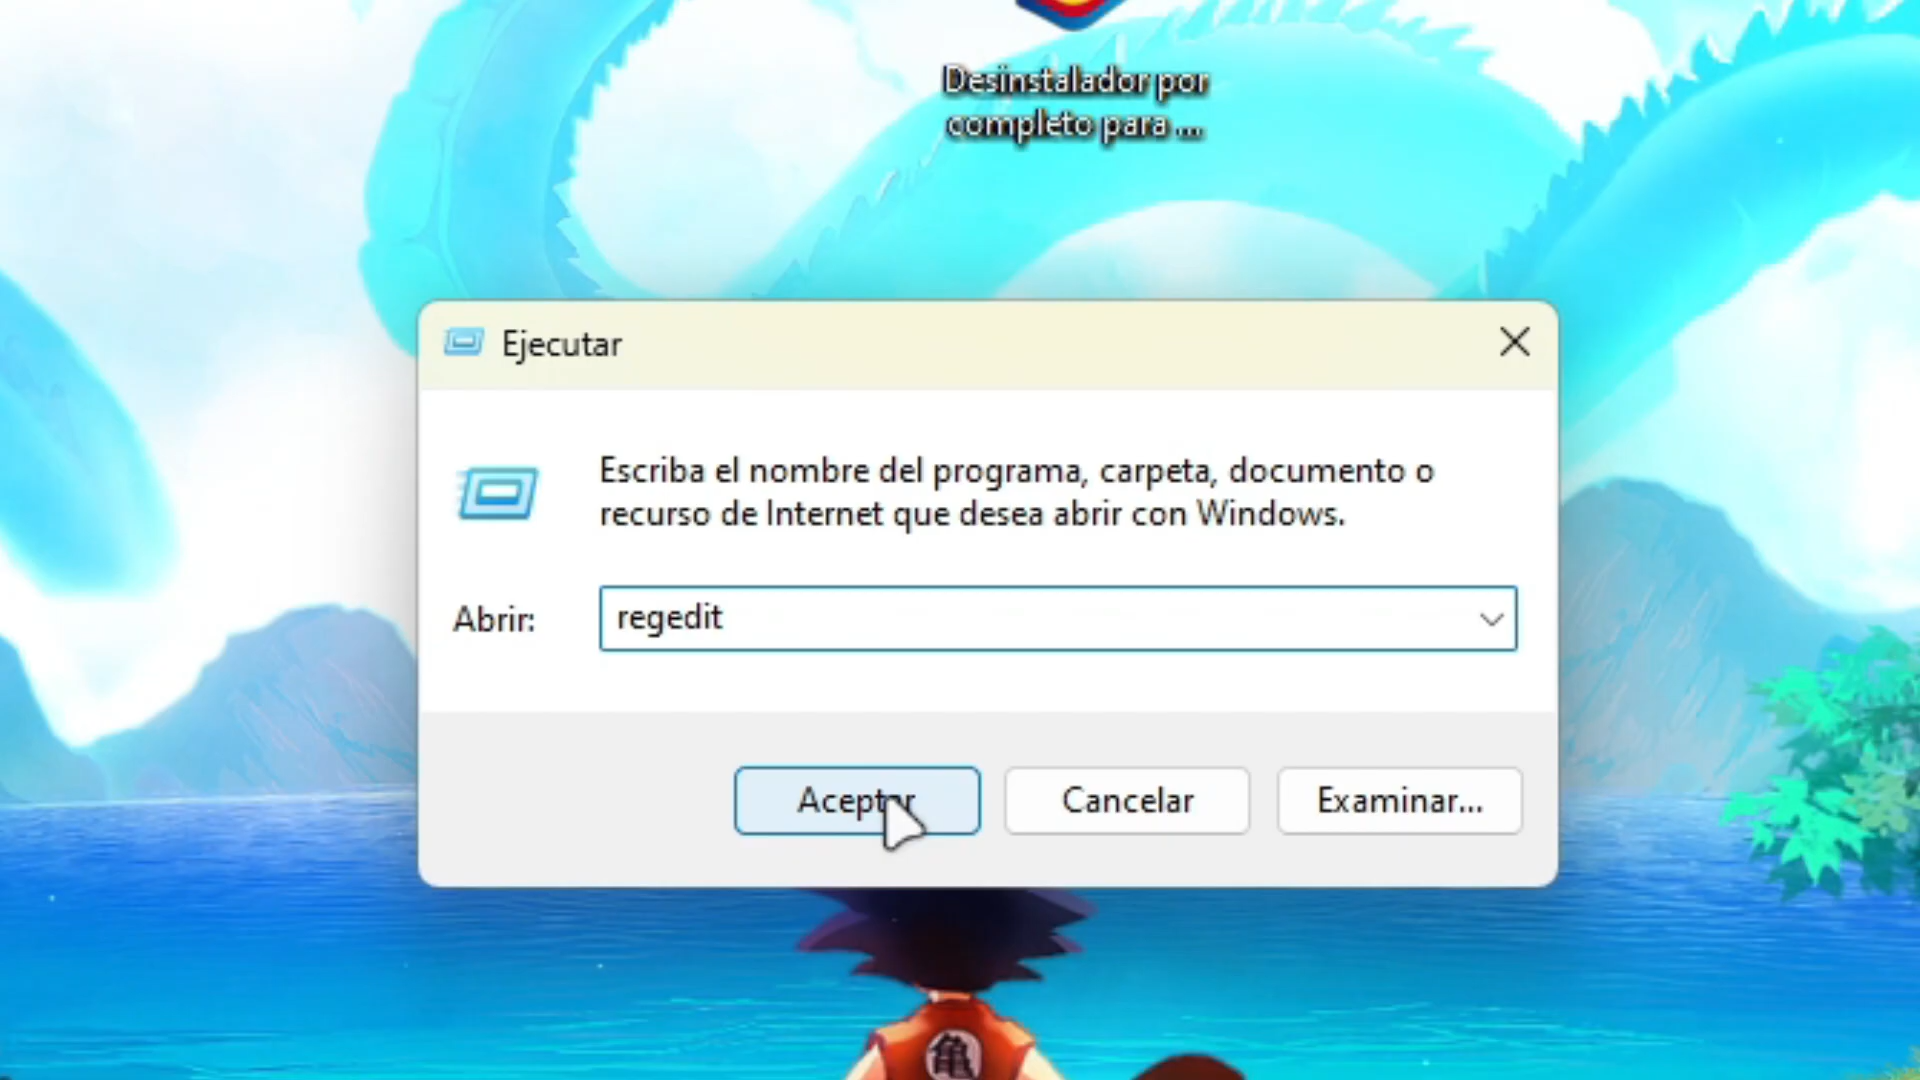 Desinstalador por
completo para ...
Ejecutar
Escriba el nombre del programa, carpeta, documento o
recurso de Internet que desea abrir con Windows.
Abrir:
regedit
Aceptar
Cancelar
Examinar...
亀